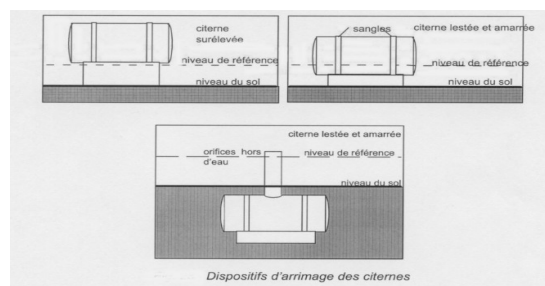 citerne
surélevée
niveau de référence
niveau du sol
sangles citerne lestée et amarrée
niveau de référence
niveau du sol
citerne lestée et amarrée
orifices hors niveau de référence
d'eau
niveau du sol
Dispositifs d'arrimage des citernes